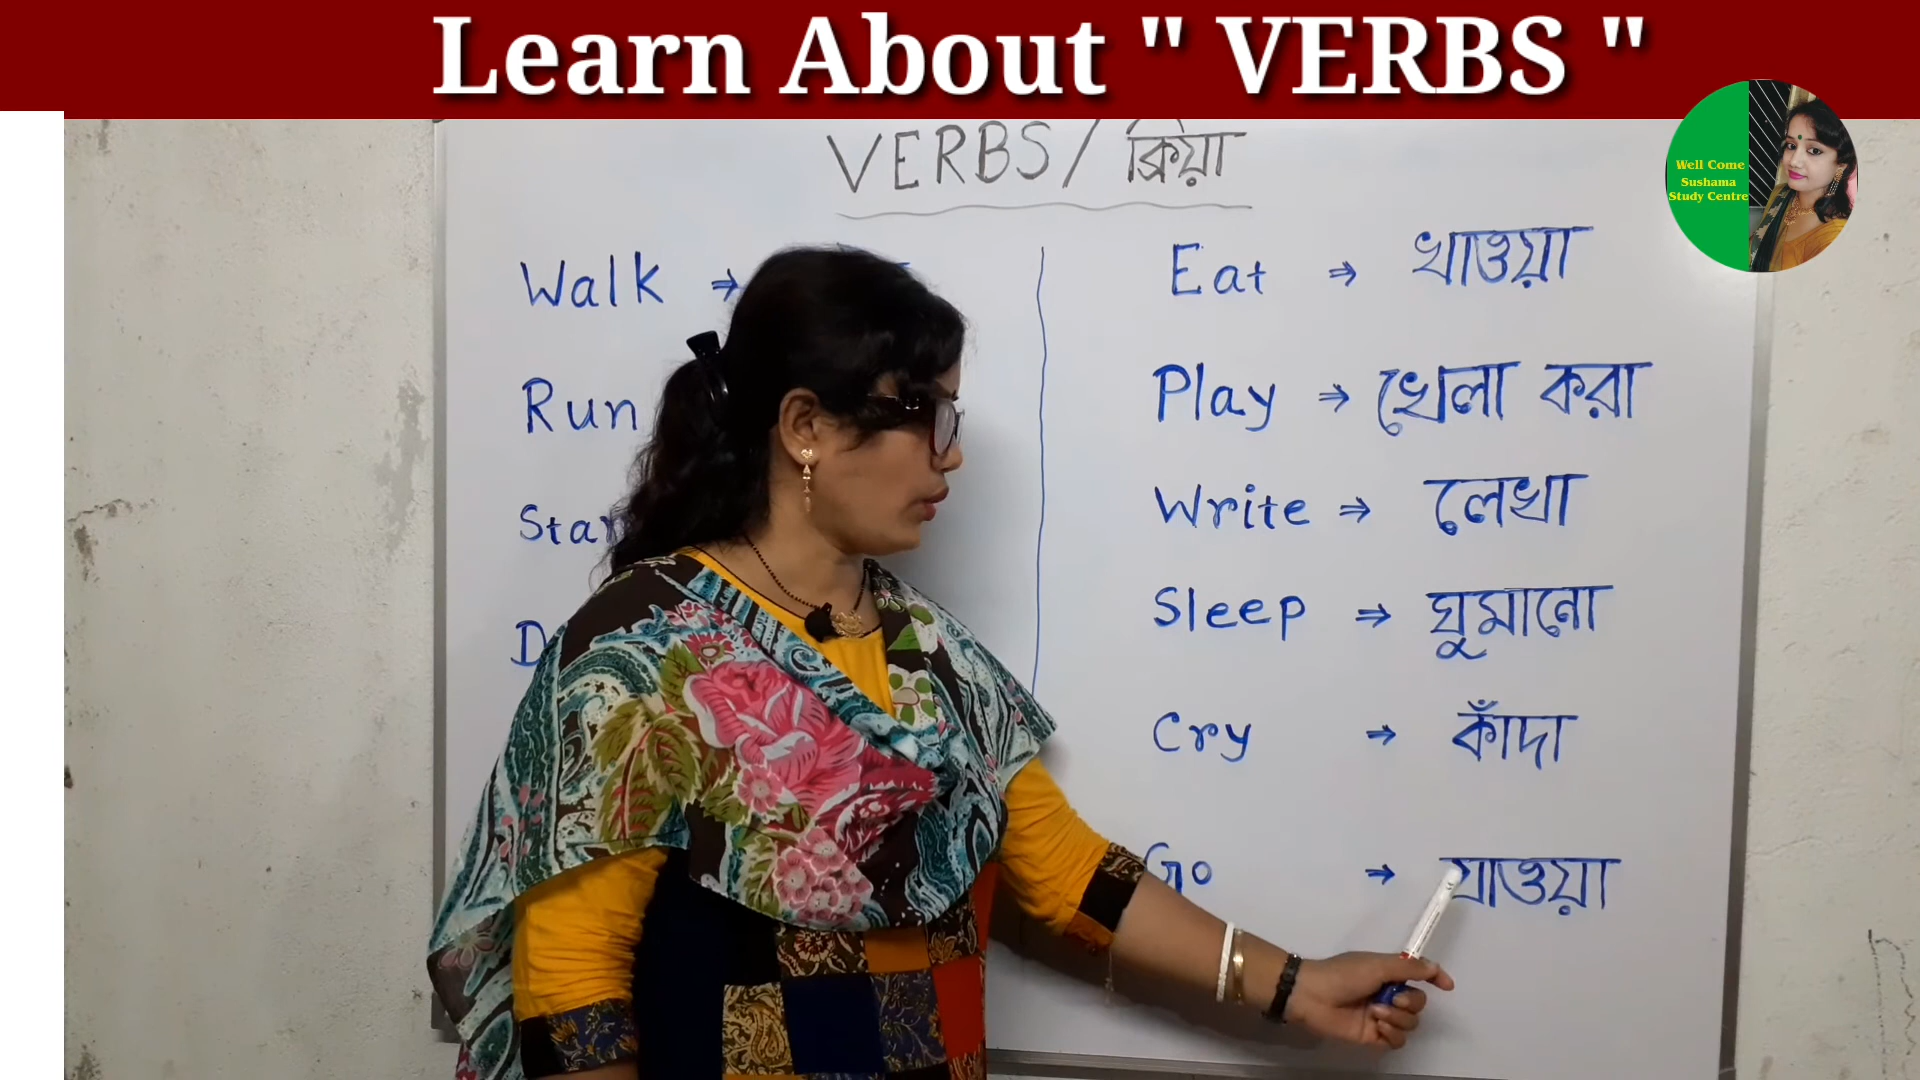 Learn About " VERBS "
Well Come
Sushama
Study Centre
VERBS / ক্রিয়া
Walk ⇒
Run
Eat ⇒ খাওয়া
Play ⇒ খেলা করা
Write ⇒ লেখা
Sleep ⇒ ঘুমানো
Cry ⇒ কাঁদা
Go ⇒ যাওয়া